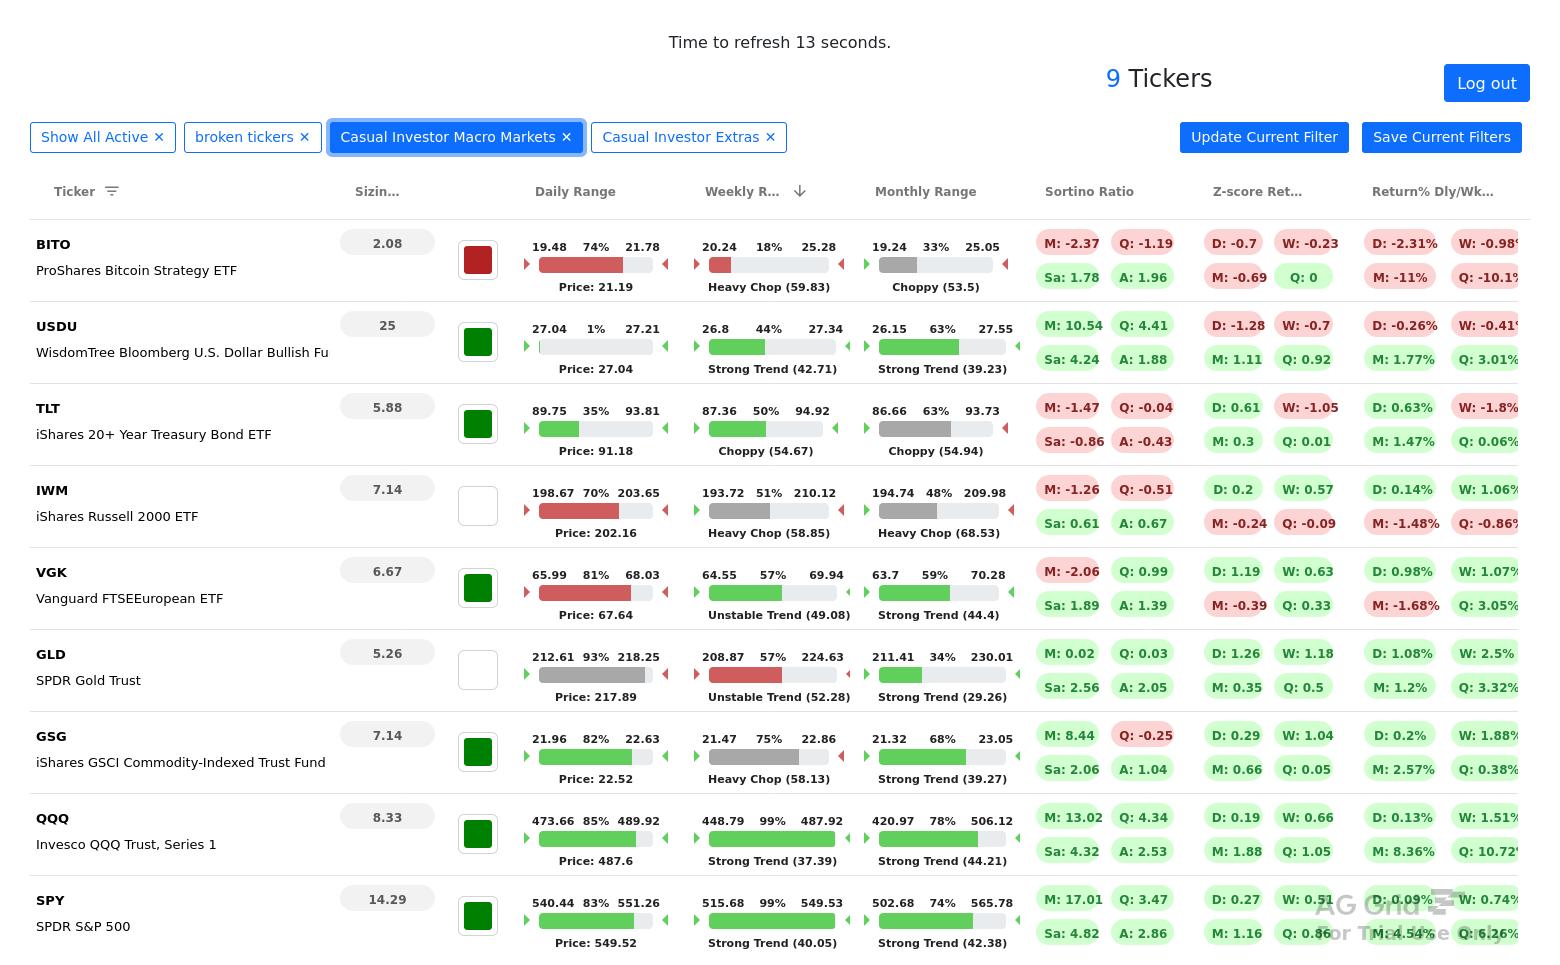 Time to refresh 13 seconds.
9 Tickers
Log out
Show All Active ✕ broken tickers ✕ Casual Investor Macro Markets ✕ Casual Investor Extras ✕ Update Current Filter Save Current Filters
Ticker Sizin… Daily Range Weekly R… Monthly Range Sortino Ratio Z-score Ret… Return% Dly/Wk…
BITO 2.08 19.48 74% 21.78 20.24 18% 25.28 19.24 33% 25.05 M: -2.37 Q: -1.19 D: -0.7 W: -0.23 D: -2.31% W: -0.98%
ProShares Bitcoin Strategy ETF Price: 21.19 Heavy Chop (59.83) Choppy (53.5) Sa: 1.78 A: 1.96 M: -0.69 Q: 0 M: -11% Q: -10.1%
USDU 25 27.04 1% 27.21 26.8 44% 27.34 26.15 63% 27.55 M: 10.54 Q: 4.41 D: -1.28 W: -0.7 D: -0.26% W: -0.41%
WisdomTree Bloomberg U.S. Dollar Bullish Fu Price: 27.04 Strong Trend (42.71) Strong Trend (39.23) Sa: 4.24 A: 1.88 M: 1.11 Q: 0.92 M: 1.77% Q: 3.01%
TLT 5.88 89.75 35% 93.81 87.36 50% 94.92 86.66 63% 93.73 M: -1.47 Q: -0.04 D: 0.61 W: -1.05 D: 0.63% W: -1.8%
iShares 20+ Year Treasury Bond ETF Price: 91.18 Choppy (54.67) Choppy (54.94) Sa: -0.86 A: -0.43 M: 0.3 Q: 0.01 M: 1.47% Q: 0.06%
IWM 7.14 198.67 70% 203.65 193.72 51% 210.12 194.74 48% 209.98 M: -1.26 Q: -0.51 D: 0.2 W: 0.57 D: 0.14% W: 1.06%
iShares Russell 2000 ETF Price: 202.16 Heavy Chop (58.85) Heavy Chop (68.53) Sa: 0.61 A: 0.67 M: -0.24 Q: -0.09 M: -1.48% Q: -0.86%
VGK 6.67 65.99 81% 68.03 64.55 57% 69.94 63.7 59% 70.28 M: -2.06 Q: 0.99 D: 1.19 W: 0.63 D: 0.98% W: 1.07%
Vanguard FTSEEuropean ETF Price: 67.64 Unstable Trend (49.08) Strong Trend (44.4) Sa: 1.89 A: 1.39 M: -0.39 Q: 0.33 M: -1.68% Q: 3.05%
GLD 5.26 212.61 93% 218.25 208.87 57% 224.63 211.41 34% 230.01 M: 0.02 Q: 0.03 D: 1.26 W: 1.18 D: 1.08% W: 2.5%
SPDR Gold Trust Price: 217.89 Unstable Trend (52.28) Strong Trend (29.26) Sa: 2.56 A: 2.05 M: 0.35 Q: 0.5 M: 1.2% Q: 3.32%
GSG 7.14 21.96 82% 22.63 21.47 75% 22.86 21.32 68% 23.05 M: 8.44 Q: -0.25 D: 0.29 W: 1.04 D: 0.2% W: 1.88%
iShares GSCI Commodity-Indexed Trust Fund Price: 22.52 Heavy Chop (58.13) Strong Trend (39.27) Sa: 2.06 A: 1.04 M: 0.66 Q: 0.05 M: 2.57% Q: 0.38%
QQQ 8.33 473.66 85% 489.92 448.79 99% 487.92 420.97 78% 506.12 M: 13.02 Q: 4.34 D: 0.19 W: 0.66 D: 0.13% W: 1.51%
Invesco QQQ Trust, Series 1 Price: 487.6 Strong Trend (37.39) Strong Trend (44.21) Sa: 4.32 A: 2.53 M: 1.88 Q: 1.05 M: 8.36% Q: 10.72%
SPY 14.29 540.44 83% 551.26 515.68 99% 549.53 502.68 74% 565.78 M: 17.01 Q: 3.47 D: 0.27 W: 0.51 D: 0.09% W: 0.74%
SPDR S&P 500 Price: 549.52 Strong Trend (40.05) Strong Trend (42.38) Sa: 4.82 A: 2.86 M: 1.16 Q: 0.86 M: 4.54% Q: 6.26%
AG Grid
For Trial Use Only